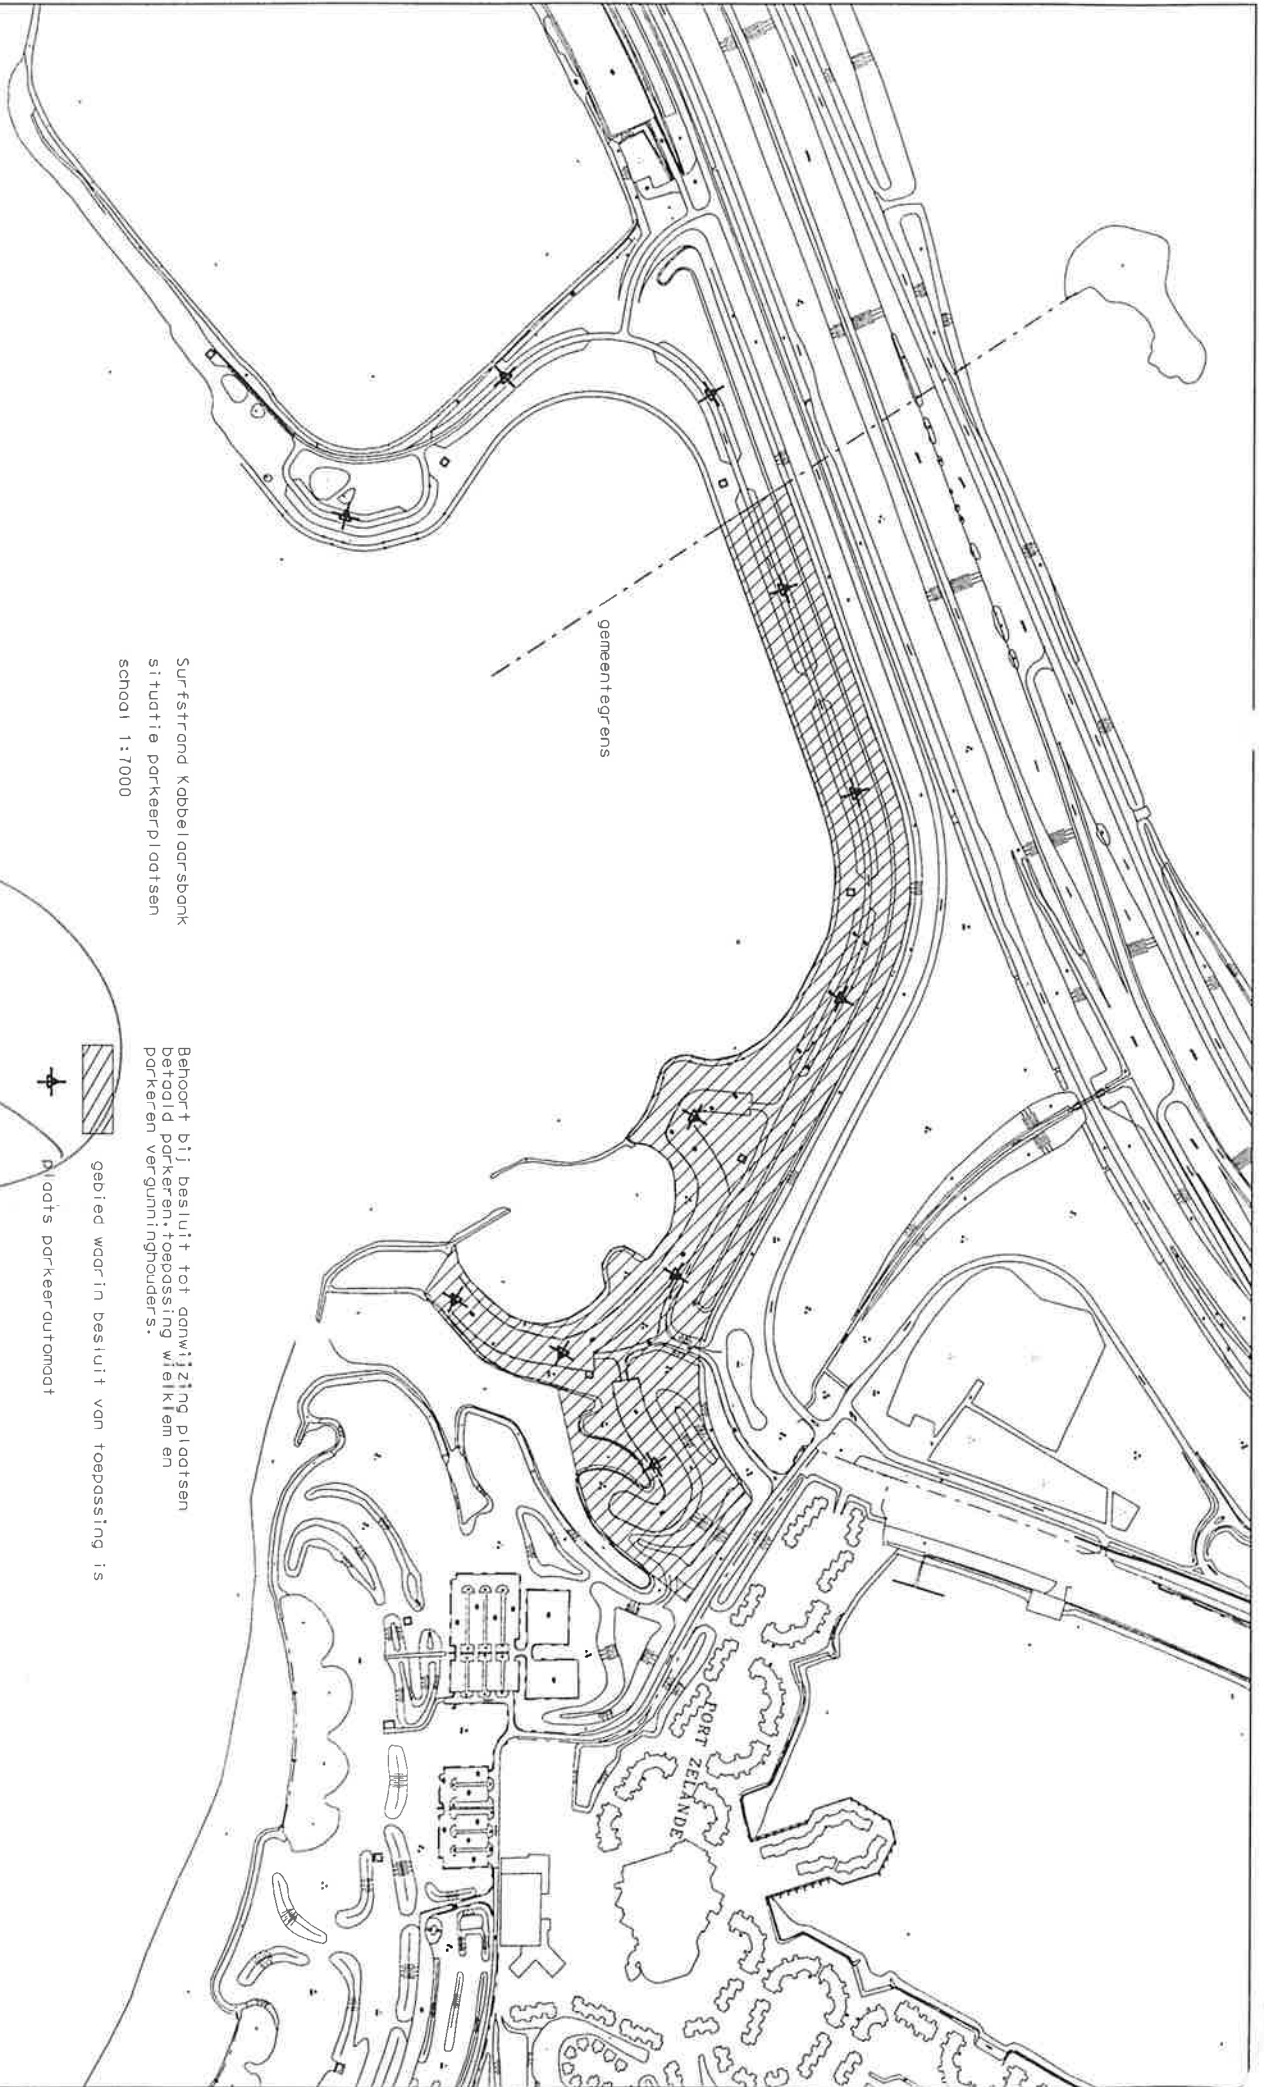 gemeentegrens
Surfstrand Kabbelaarsbank
situatie parkeerplaatsen
schaal 1:7000
Behoort bij besluit tot aanwijzing plaatsen
betaald parkeren, toepassing wielklem en
parkeren vergunninghouders.
gebied waarin besluit van toepassing is
plaats parkeerautomaat
PORT ZELANDE